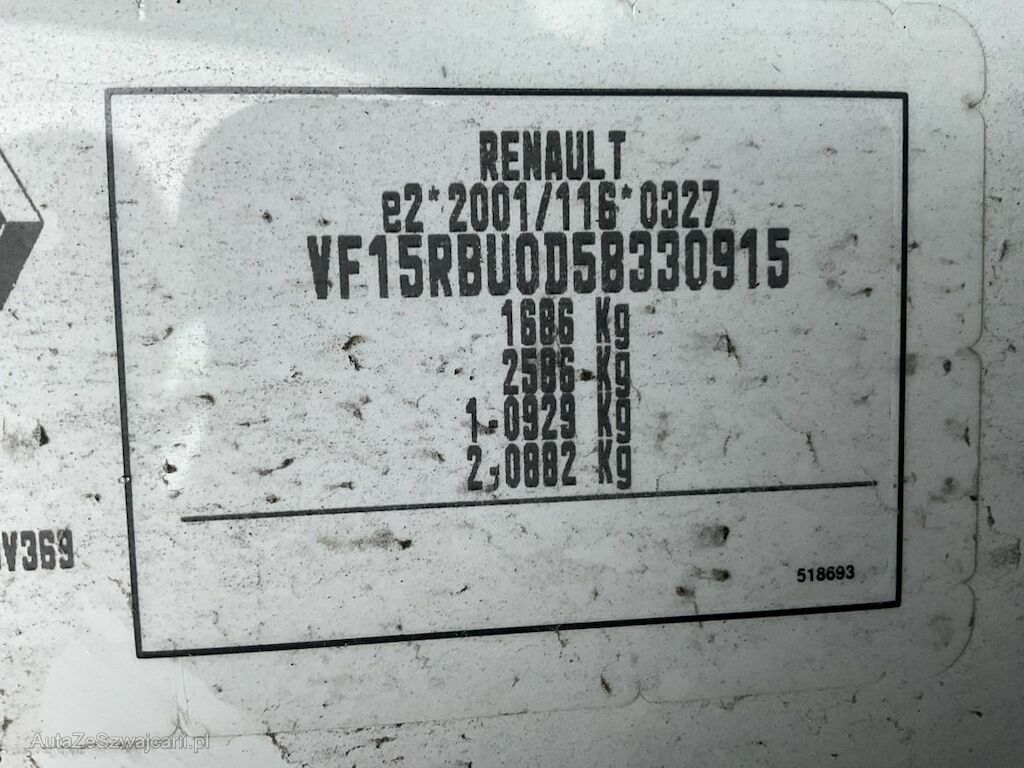 RENAULT
e2*2001/116*0327
VF15RBU0D58330915
1686 Kg
2586 Kg
1.0929 Kg
2.0882 Kg
V369
518693
AutaZeSzwajcarii.pl